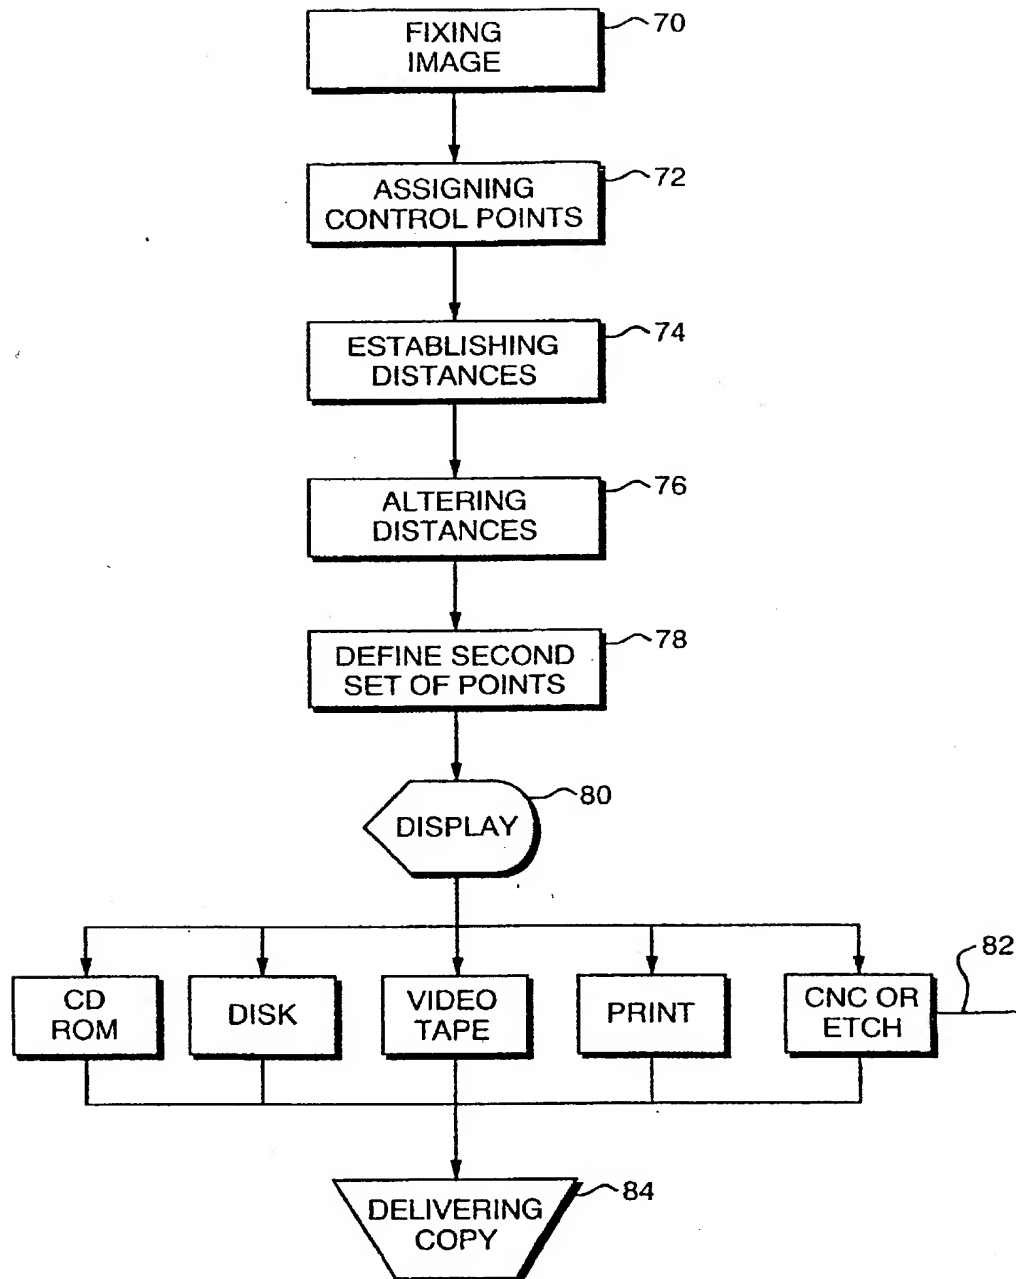 FIXING
IMAGE
70
ASSIGNING
CONTROL POINTS
72
ESTABLISHING
DISTANCES
74
ALTERING
DISTANCES
76
DEFINE SECOND
SET OF POINTS
78
DISPLAY
80
CD
ROM
DISK
VIDEO
TAPE
PRINT
CNC OR
ETCH
82
DELIVERING
COPY
84